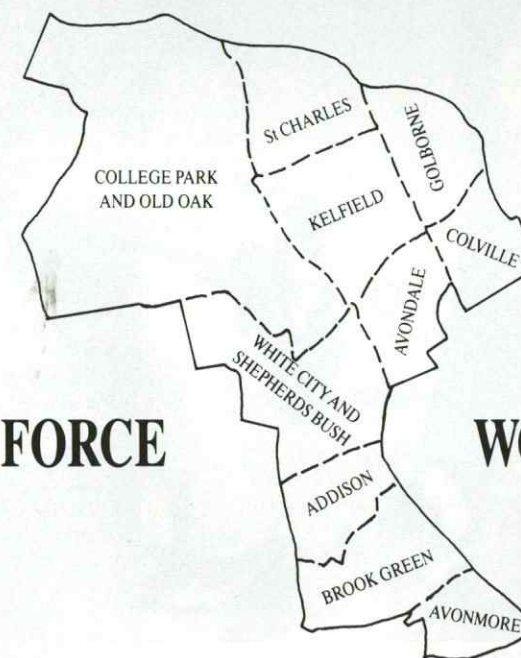 St CHARLES
GOLBORNE
COLLEGE PARK
AND OLD OAK
KELFIELD
COLVILLE
AVONDALE
WHITE CITY AND
SHEPHERDS BUSH
FORCE
ADDISON
BROOK GREEN
AVONMORE